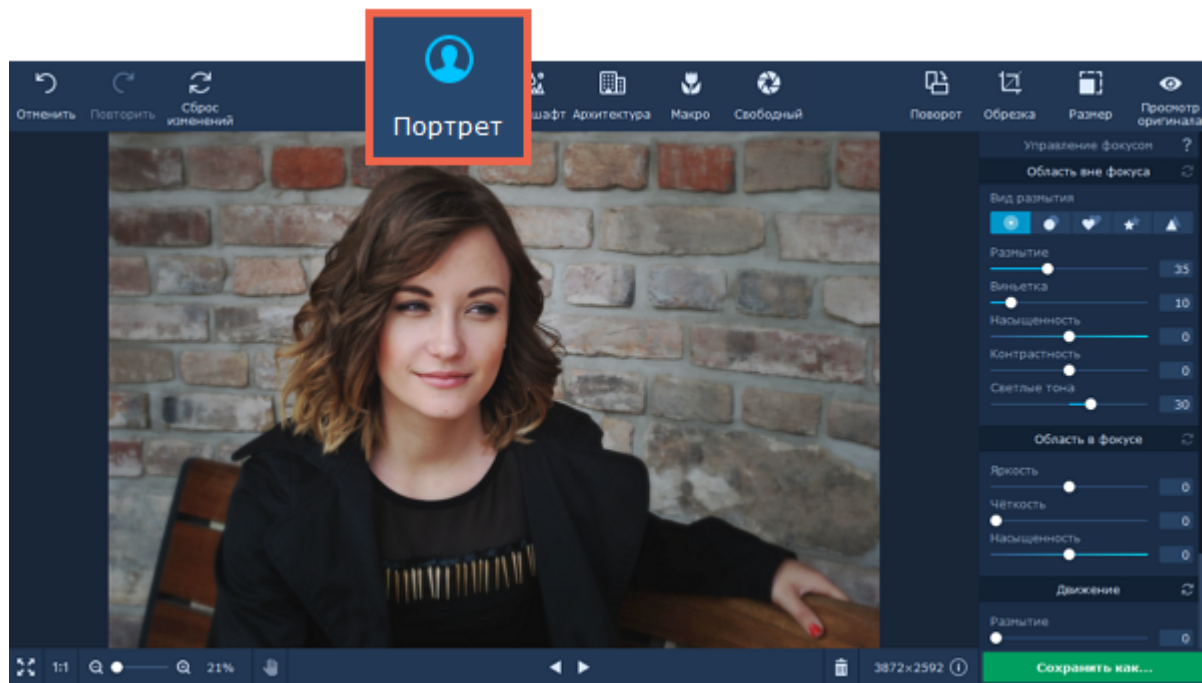 Портрет
Отменить
Повторить
Сброс
изменений
шафт
Архитектура
Макро
Свободный
Поворот
Обрезка
Размер
Просмотр
оригинала
Управление фокусом ?
Область вне фокуса
Вид размытия
Размытие
35
Виньетка
10
Насыщенность
0
Контрастность
0
Светлые тона
30
Область в фокусе
Яркость
0
Чёткость
0
Насыщенность
0
Движение
Размытие
0
1:1
21%
3872×2592
Сохранить как...